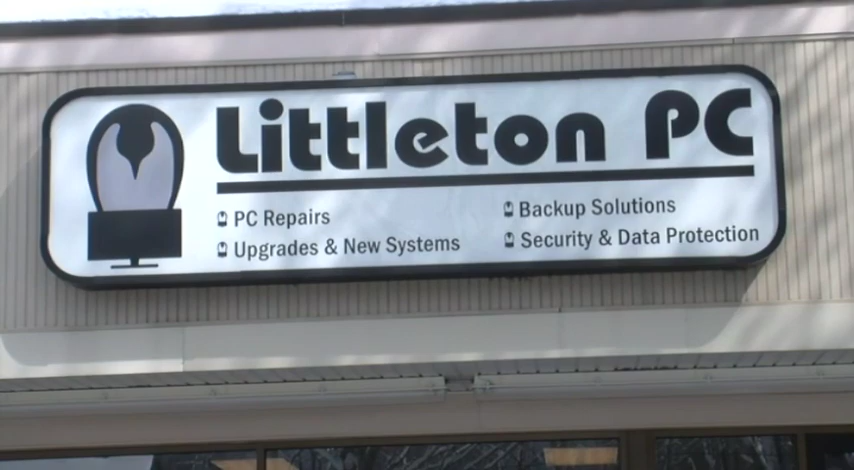 Littleton PC
PC Repairs
Upgrades & New Systems
Backup Solutions
Security & Data Protection